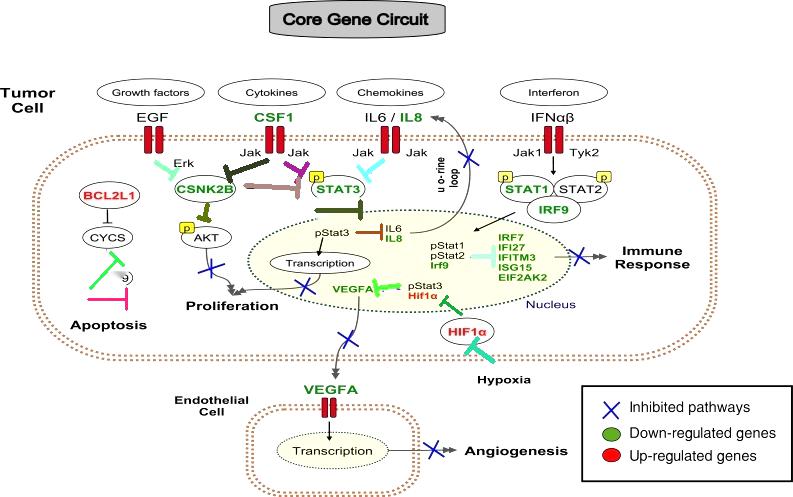 Core Gene Circuit
Tumor
Cell
Growth factors
Cytokines
Chemokines
Interferon
EGF
CSF1
IL6 / IL8
IFNαβ
Erk
Jak
Jak
Jak
Jak
Jak1
Tyk2
loop
BCL2L1
CSNK2B
p
STAT3
p
STAT1
STAT2
p
IRF9
CYCS
p
AKT
pStat3
IL6
IL8
pStat1
pStat2
Irf9
IRF7
IFI27
IFITM3
ISG15
EIF2AK2
Immune
Response
Transcription
9
Proliferation
VEGFA
pStat3
Hif1α
Nucleus
Apoptosis
HIF1α
Hypoxia
VEGFA
Endothelial
Cell
Transcription
Angiogenesis
Inhibited pathways
Down-regulated genes
Up-regulated genes